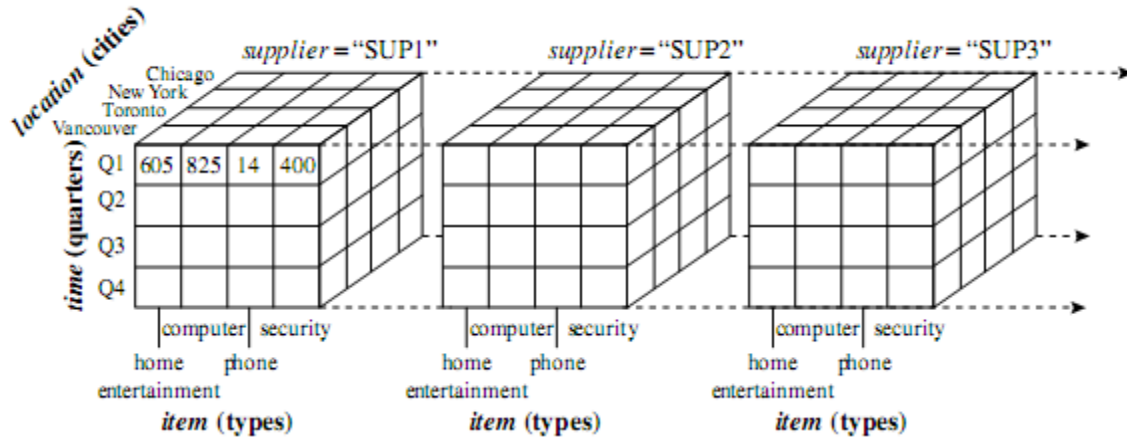 location (cities)
supplier = “SUP1” supplier = “SUP2” supplier = “SUP3”
Chicago
New York
Toronto
Vancouver
time (quarters)
Q1 605 825 14 400
Q2
Q3
Q4
computer security computer security computer security
home phone home phone home phone
entertainment entertainment entertainment
item (types) item (types) item (types)